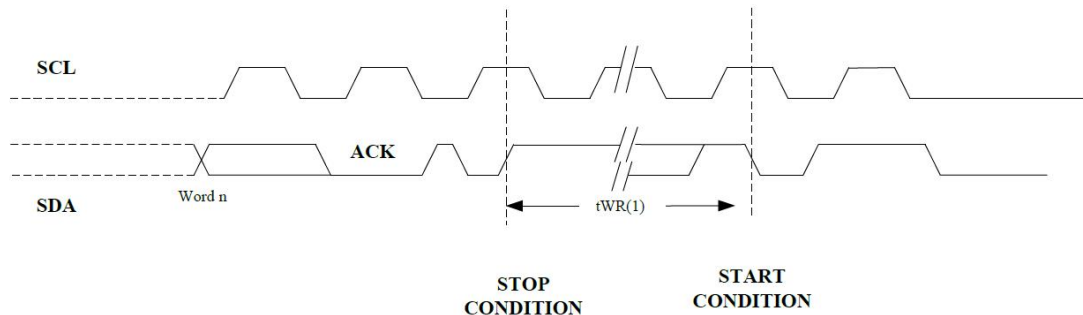 SCL
ACK
Word n
SDA
tWR(1)
STOP
CONDITION
START
CONDITION